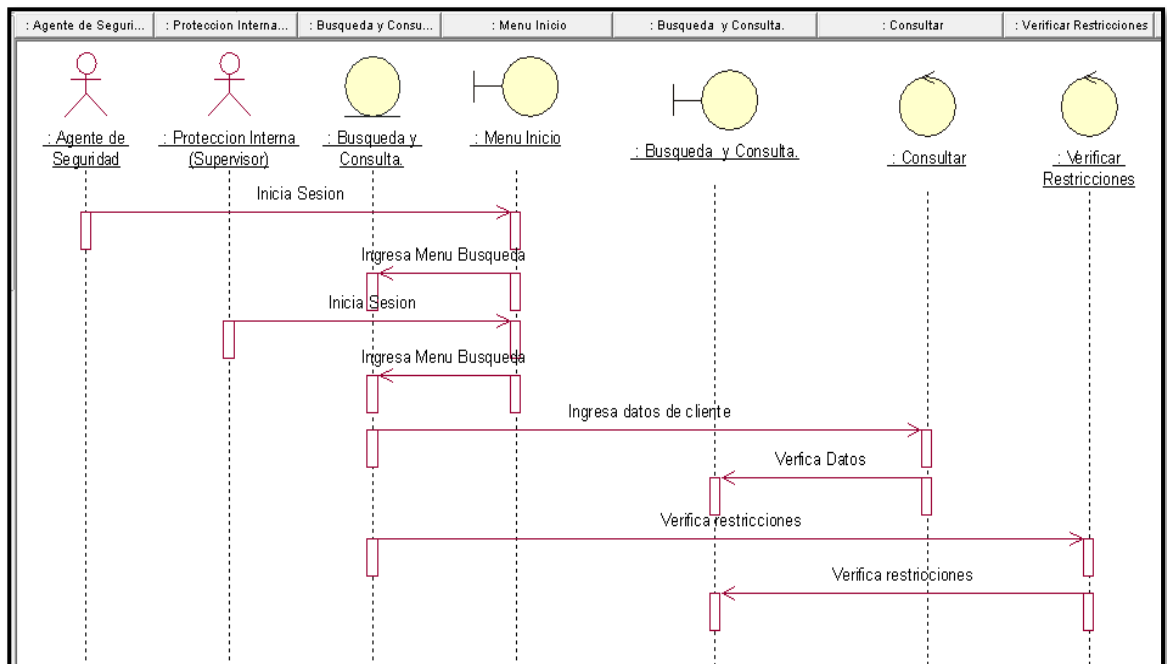 : Agente de Seguri...
: Proteccion Interna...
: Busqueda y Consu...
: Menu Inicio
: Busqueda y Consulta.
: Consultar
: Verificar Restricciones
: Agente de
Seguridad
: Proteccion Interna
(Supervisor)
: Busqueda y
Consulta.
: Menu Inicio
: Busqueda y Consulta.
: Consultar
: Verificar
Restricciones
Inicia Sesion
Ingresa Menu Busqueda
Inicia Sesion
Ingresa Menu Busqueda
Ingresa datos de cliente
Verfica Datos
Verifica restricciones
Verifica restricciones